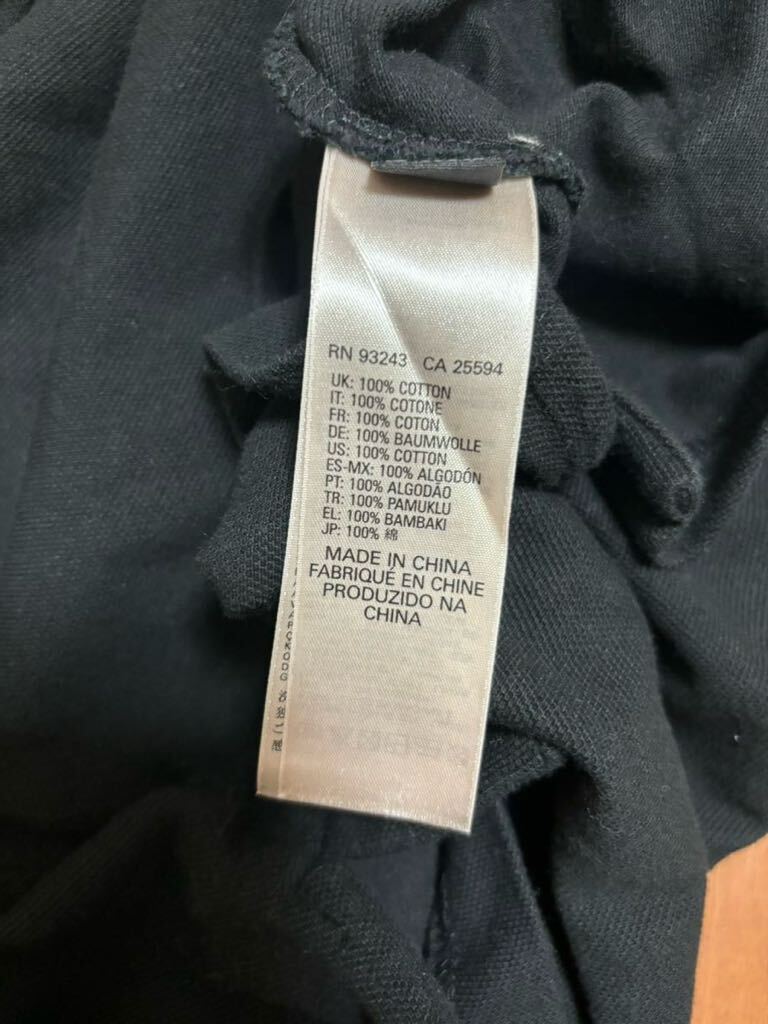 RN 93243 CA 25594
UK: 100% COTTON
IT: 100% COTONE
FR: 100% COTON
DE: 100% BAUMWOLLE
US: 100% COTTON
ES-MX: 100% ALGODÓN
PT: 100% ALGODÃO
TR: 100% PAMUKLU
EL: 100% BAMBAKI
JP: 100% 綿
MADE IN CHINA
FABRIQUÉ EN CHINE
PRODUZIDO NA
CHINA